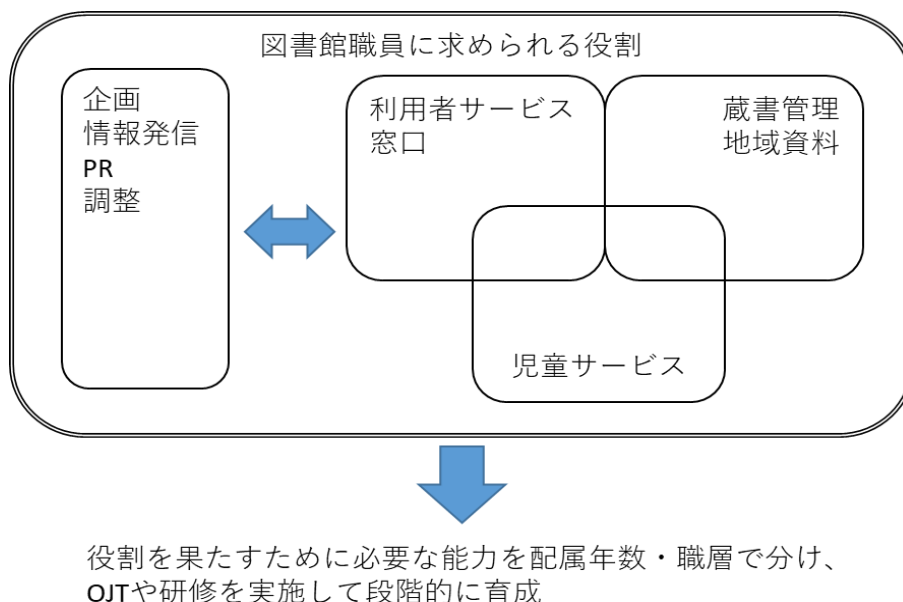 図書館職員に求められる役割
企画
情報発信
PR
調整
利用者サービス
窓口
蔵書管理
地域資料
児童サービス
役割を果たすために必要な能力を配属年数・職層で分け、
OJTや研修を実施して段階的に育成